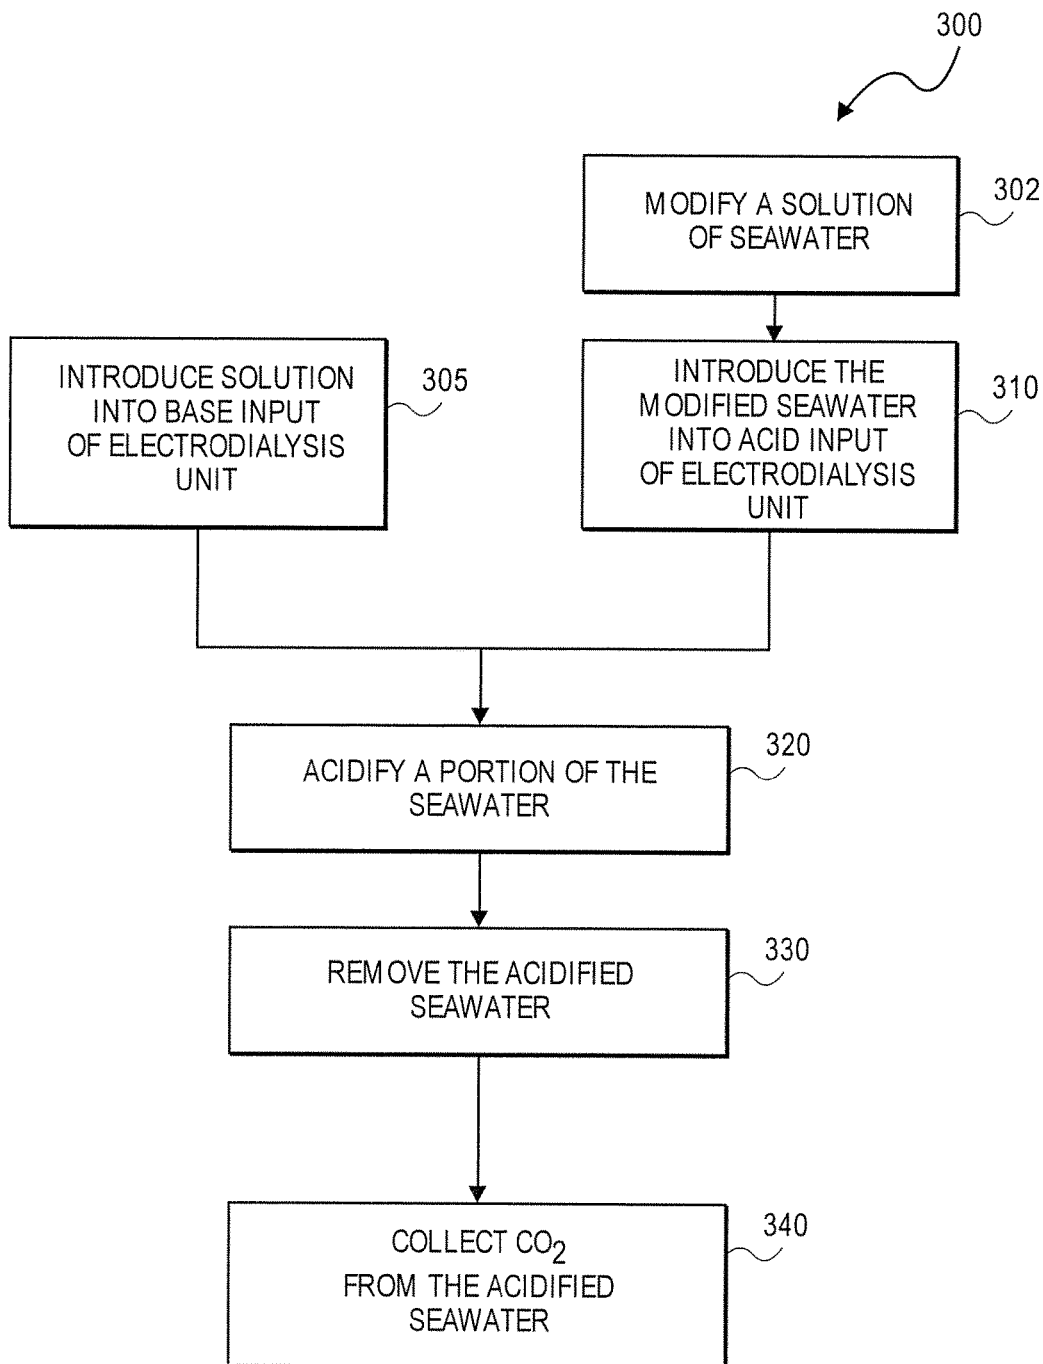 300
MODIFY A SOLUTION
OF SEAWATER
302
INTRODUCE SOLUTION
INTO BASE INPUT
OF ELECTRODIALYSIS
UNIT
305
INTRODUCE THE
MODIFIED SEAWATER
INTO ACID INPUT
OF ELECTRODIALYSIS
UNIT
310
ACIDIFY A PORTION OF THE
SEAWATER
320
REMOVE THE ACIDIFIED
SEAWATER
330
COLLECT CO₂
FROM THE ACIDIFIED
SEAWATER
340